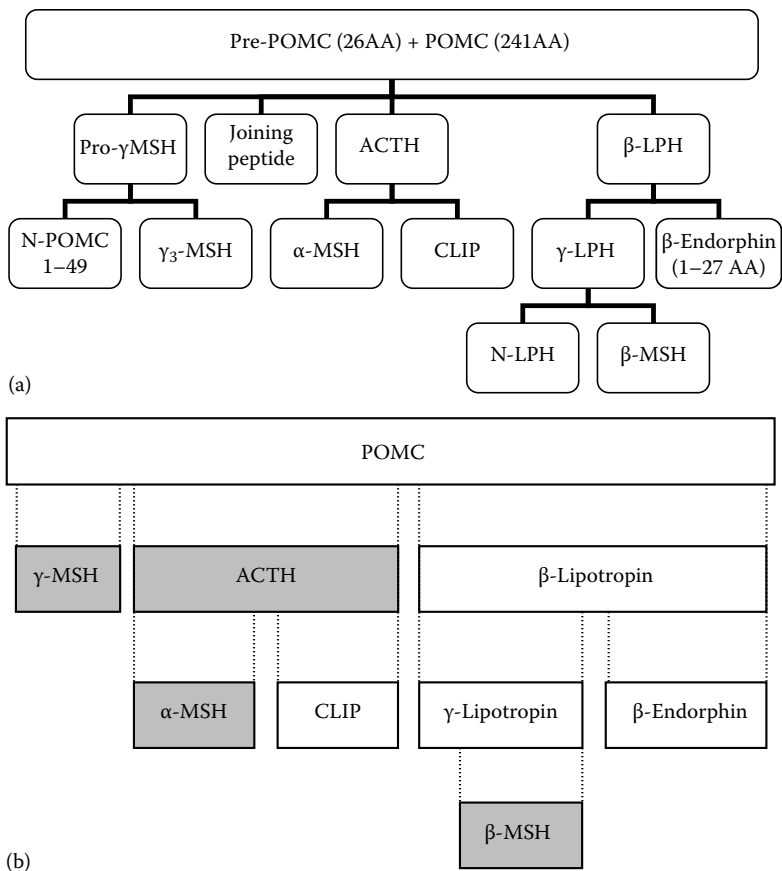 Pre-POMC (26AA) + POMC (241AA)
Pro-γMSH
Joining
peptide
ACTH
β-LPH
N-POMC
1–49
γ₃-MSH
α-MSH
CLIP
γ-LPH
β-Endorphin
(1–27 AA)
N-LPH
β-MSH
(a)
POMC
γ-MSH
ACTH
β-Lipotropin
α-MSH
CLIP
γ-Lipotropin
β-Endorphin
β-MSH
(b)